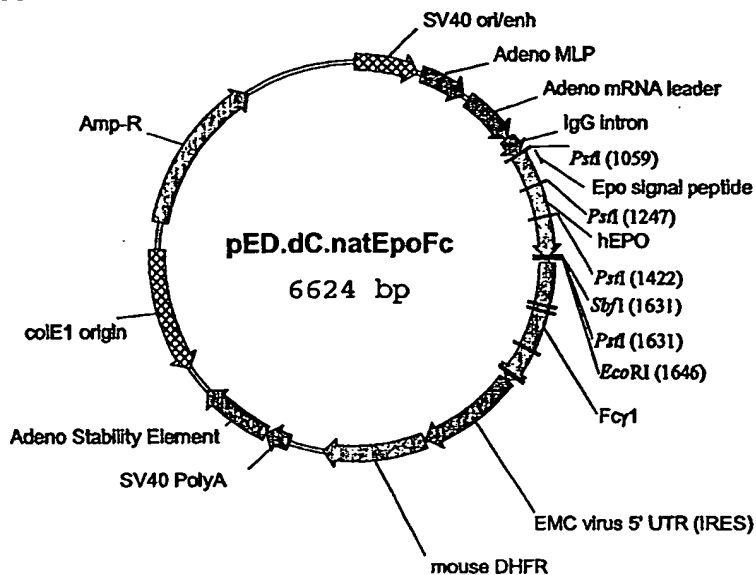 SV40 ori/enh
Adeno MLP
Adeno mRNA leader
IgG intron
PstI (1059)
Epo signal peptide
PstI (1247)
hEPO
PstI (1422)
SbfI (1631)
PstI (1631)
EcoRI (1646)
Fcγ1
EMC virus 5' UTR (IRES)
mouse DHFR
SV40 PolyA
Adeno Stability Element
colE1 origin
Amp-R
pED.dC.natEpoFc
6624 bp